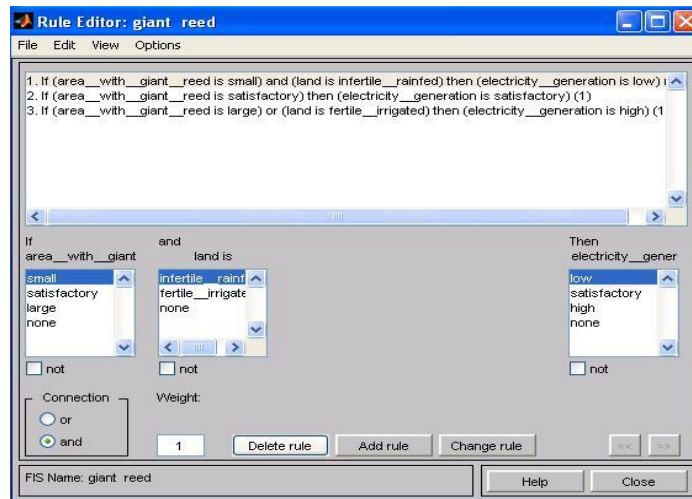 Rule Editor: giant reed
File Edit View Options
1. If (area__with__giant__reed is small) and (land is infertile__rainfed) then (electricity__generation is low)
2. If (area__with__giant__reed is satisfactory) then (electricity__generation is satisfactory) (1)
3. If (area__with__giant__reed is large) or (land is fertile__irrigated) then (electricity__generation is high) (1
If and Then
area__with__giant land is electricity__gener
small infertile__rainf low
satisfactory fertile__irrigate satisfactory
large none high
none none
not not not
Connection Weight:
or
and 1 Delete rule Add rule Change rule << >>
FIS Name: giant reed Help Close